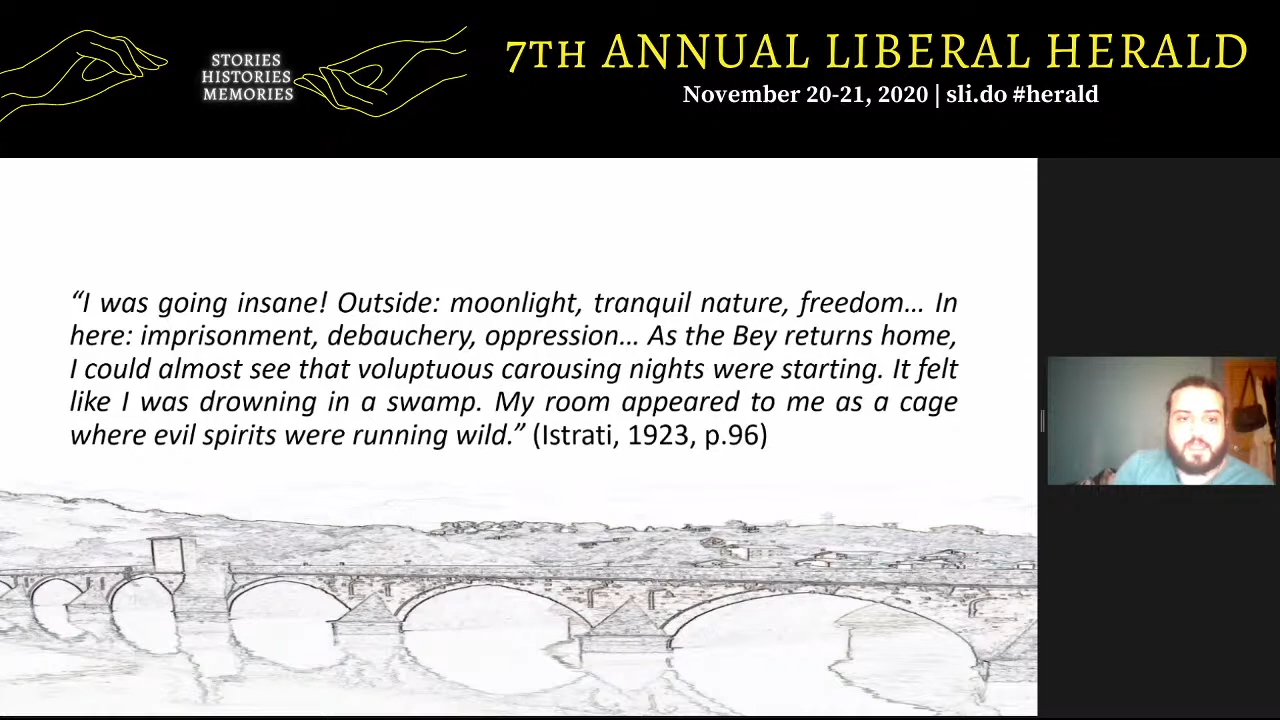 STORIES
HISTORIES
MEMORIES
7TH ANNUAL LIBERAL HERALD
November 20-21, 2020 | sli.do #herald
“I was going insane! Outside: moonlight, tranquil nature, freedom… In
here: imprisonment, debauchery, oppression… As the Bey returns home,
I could almost see that voluptuous carousing nights were starting. It felt
like I was drowning in a swamp. My room appeared to me as a cage
where evil spirits were running wild.” (Istrati, 1923, p.96)